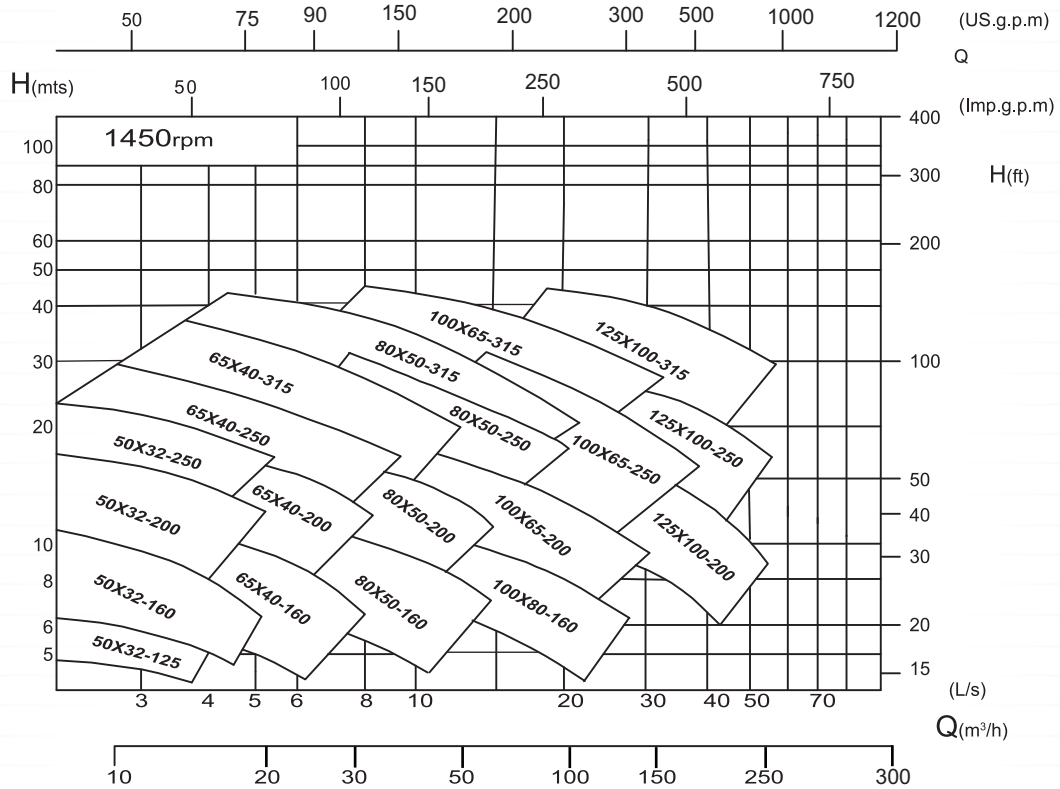 50 75 90 150 200 300 500 1000 1200 (US.g.p.m)
Q
H(mts) 50 100 150 250 500 750 (Imp.g.p.m)
1450rpm
400
100
300 H(ft)
80
60 200
50
40
30 100
20
50
40
10
30
8
6 20
5
15
125X100-315
100X65-315
80X50-315
65X40-315
125X100-250
100X65-250
80X50-250
65X40-250
50X32-250
125X100-200
100X65-200
80X50-200
65X40-200
50X32-200
100X80-160
80X50-160
65X40-160
50X32-160
50X32-125
3 4 5 6 8 10 20 30 40 50 70 (L/s)
Q(m³/h)
10 20 30 50 100 150 250 300